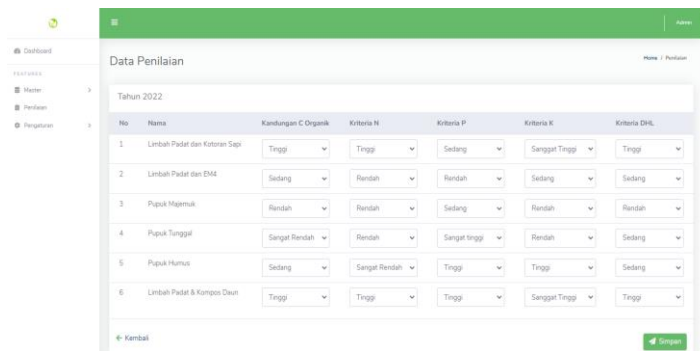 Admin
Dashboard
FEATURES
Master
Penilaian
Pengaturan
Data Penilaian
Home / Penilaian
Tahun 2022
No Nama Kandungan C Organik Kriteria N Kriteria P Kriteria K Kriteria DHL
1 Limbah Padat dan Kotoran Sapi Tinggi Tinggi Sedang Sanggat Tinggi Tinggi
2 Limbah Padat dan EM4 Sedang Rendah Rendah Sedang Sedang
3 Pupuk Majemuk Rendah Rendah Sedang Rendah Rendah
4 Pupuk Tunggal Sangat Rendah Rendah Sangat tinggi Rendah Sedang
5 Pupuk Humus Sedang Sangat Rendah Tinggi Tinggi Sedang
6 Limbah Padat & Kompos Daun Tinggi Tinggi Tinggi Sanggat Tinggi Tinggi
Kembali
Simpan